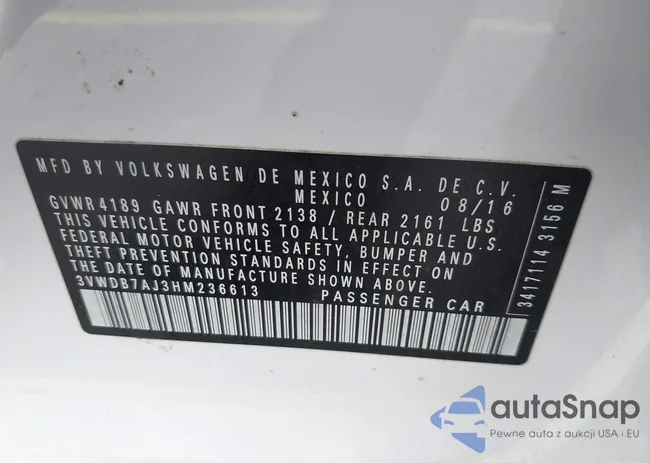 MFD BY VOLKSWAGEN DE MEXICO S.A. DE C.V.
MEXICO 08/16
GVWR 4189 GAWR FRONT 2138 / REAR 2161 LBS
THIS VEHICLE CONFORMS TO ALL APPLICABLE U.S.
FEDERAL MOTOR VEHICLE SAFETY, BUMPER AND
THEFT PREVENTION STANDARDS IN EFFECT ON
THE DATE OF MANUFACTURE SHOWN ABOVE.
3VWDB7AJ3HM236613 PASSENGER CAR
3417114 3156 M
autaSnap
Pewne auta z aukcji USA i EU